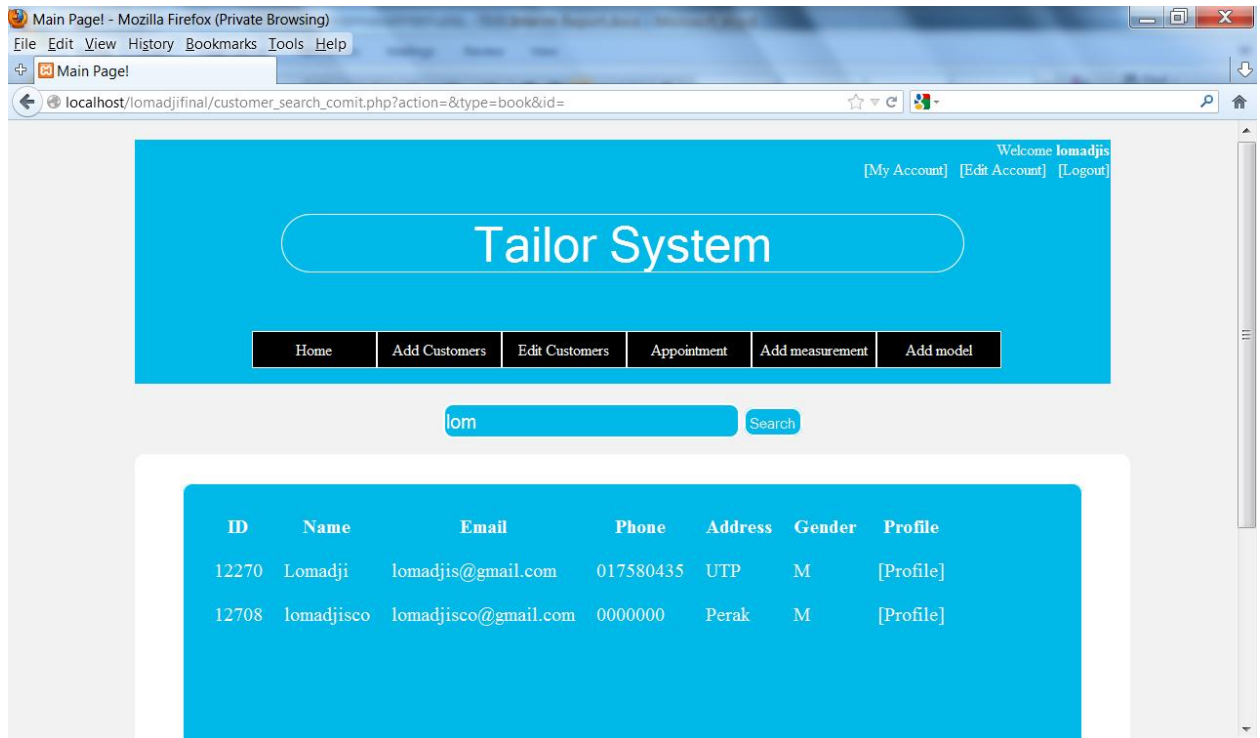 Main Page! - Mozilla Firefox (Private Browsing)
File Edit View History Bookmarks Tools Help
Main Page!
localhost/lomadjifinal/customer_search_comit.php?action=&type=book&id=
Welcome lomadjis
[My Account] [Edit Account] [Logout]
Tailor System
Home Add Customers Edit Customers Appointment Add measurement Add model
lom Search
ID Name Email Phone Address Gender Profile
12270 Lomadji lomadjis@gmail.com 017580435 UTP M [Profile]
12708 lomadjisco lomadjisco@gmail.com 0000000 Perak M [Profile]